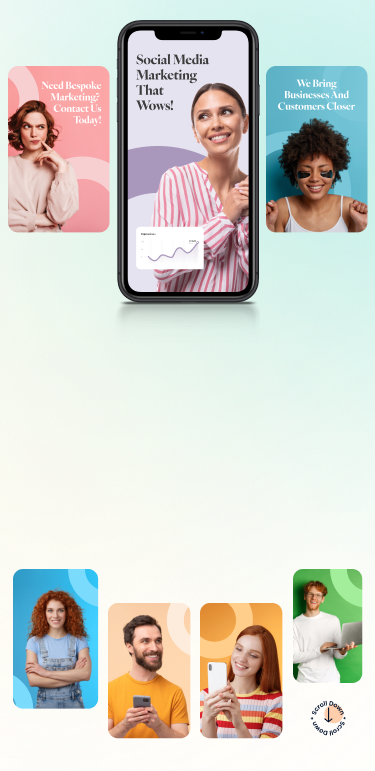 Social Media
Marketing
That
Wows!
Need Bespoke
Marketing?
Contact Us
Today!
We Bring
Businesses And
Customers Closer
Scroll Down
Scroll Down